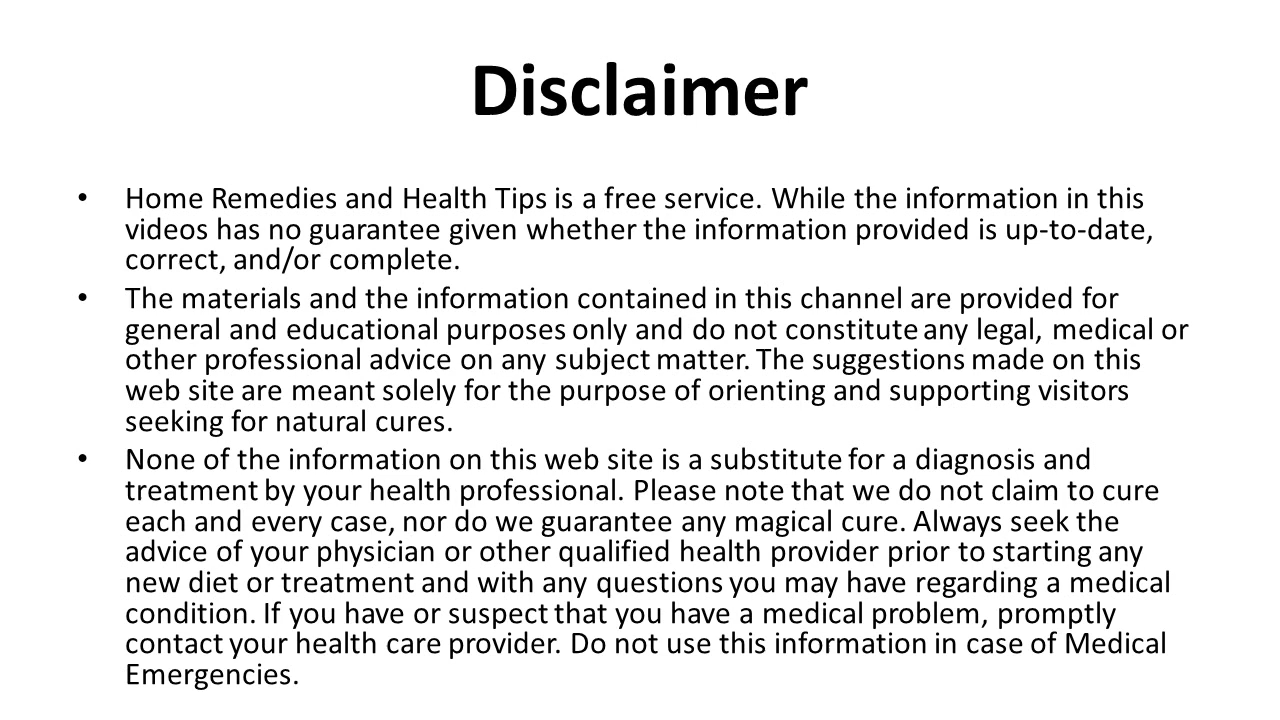 Disclaimer
• Home Remedies and Health Tips is a free service. While the information in this
videos has no guarantee given whether the information provided is up-to-date,
correct, and/or complete.
• The materials and the information contained in this channel are provided for
general and educational purposes only and do not constitute any legal, medical or
other professional advice on any subject matter. The suggestions made on this
web site are meant solely for the purpose of orienting and supporting visitors
seeking for natural cures.
• None of the information on this web site is a substitute for a diagnosis and
treatment by your health professional. Please note that we do not claim to cure
each and every case, nor do we guarantee any magical cure. Always seek the
advice of your physician or other qualified health provider prior to starting any
new diet or treatment and with any questions you may have regarding a medical
condition. If you have or suspect that you have a medical problem, promptly
contact your health care provider. Do not use this information in case of Medical
Emergencies.